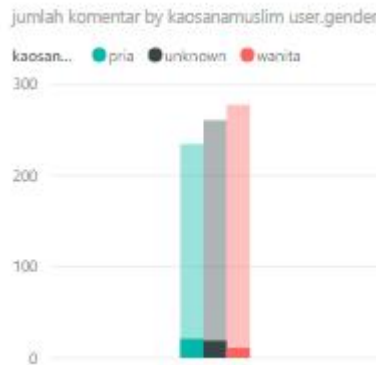 jumlah komentar by kaosanamuslim user.gender
kaosan... pria unknown wanita
300
200
100
0